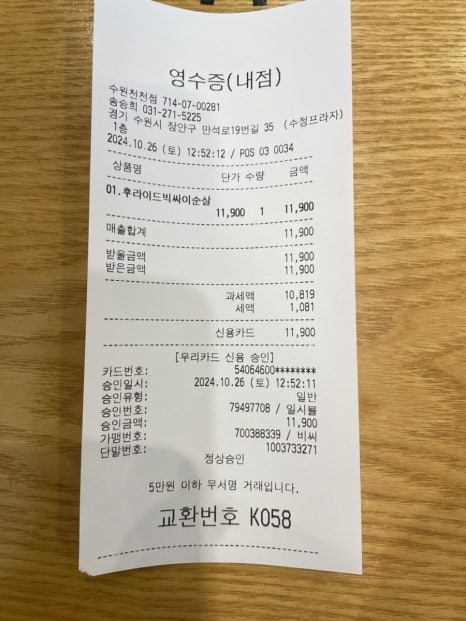 영수증(내점)
수원천천점 714-07-00281
송승희 031-271-5225
경기 수원시 장안구 만석로19번길 35 (수정프라자)
1층
2024.10.26 (토) 12:52:12 / POS 03 0034
상품명 단가 수량 금액
01.후라이드빅싸이순살
11,900 1 11,900
매출합계 11,900
받을금액 11,900
받은금액 11,900
과세액 10,819
세액 1,081
신용카드 11,900
[우리카드 신용 승인]
카드번호: 54064600********
승인일시: 2024.10.26 (토) 12:52:11
승인유형: 일반
승인번호: 79497708 / 일시불
승인금액: 11,900
가맹번호: 700388339 / 비씨
단말번호: 1003733271
정상승인
5만원 이하 무서명 거래입니다.
교환번호 K058